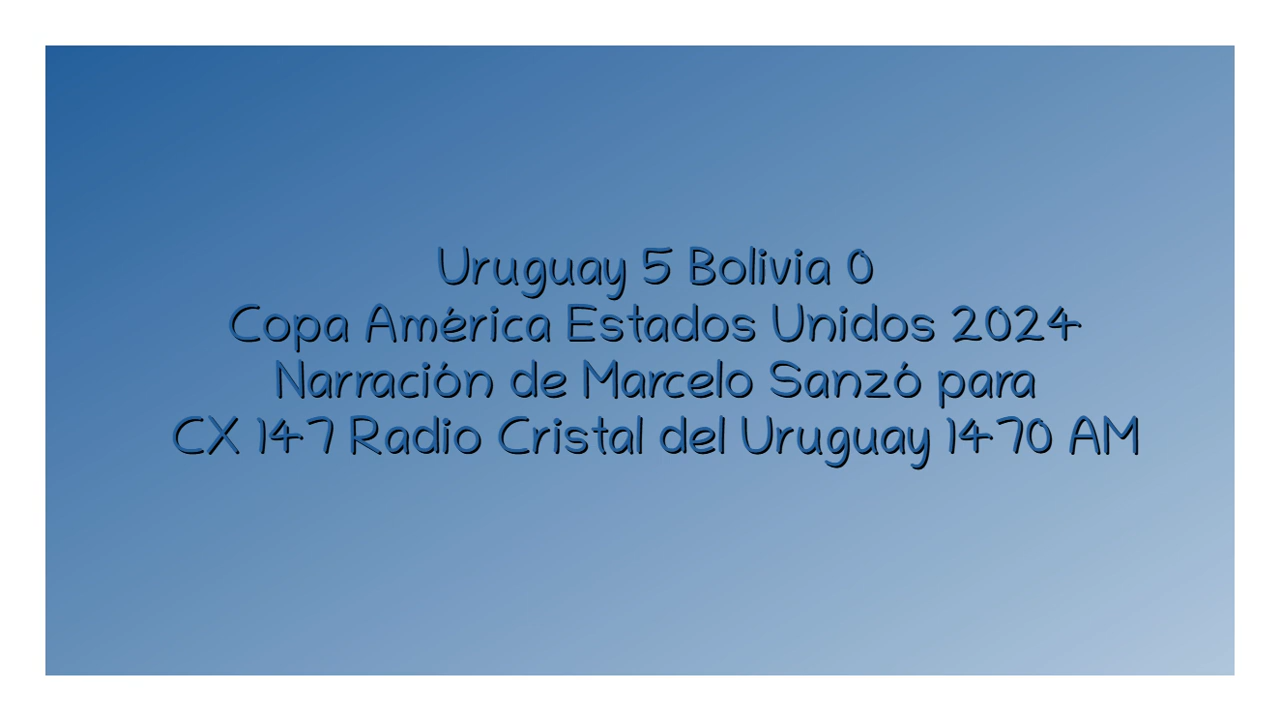 Uruguay 5 Bolivia 0
Copa América Estados Unidos 2024
Narración de Marcelo Sanzó para
CX 147 Radio Cristal del Uruguay 1470 AM